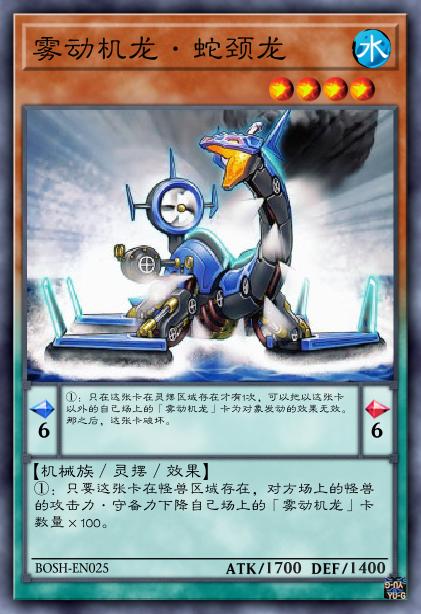 雾动机龙·蛇颈龙
水
①：只在这张卡在灵摆区域存在才有1次，可以把以这张卡
以外的自己场上的「雾动机龙」卡为对象发动的效果无效。
那之后，这张卡破坏。
6
6
【机械族／灵摆／效果】
①：只要这张卡在怪兽区域存在，对方场上的怪兽
的攻击力·守备力下降自己场上的「雾动机龙」卡
数量×100。
BOSH-EN025
ATK/1700 DEF/1400